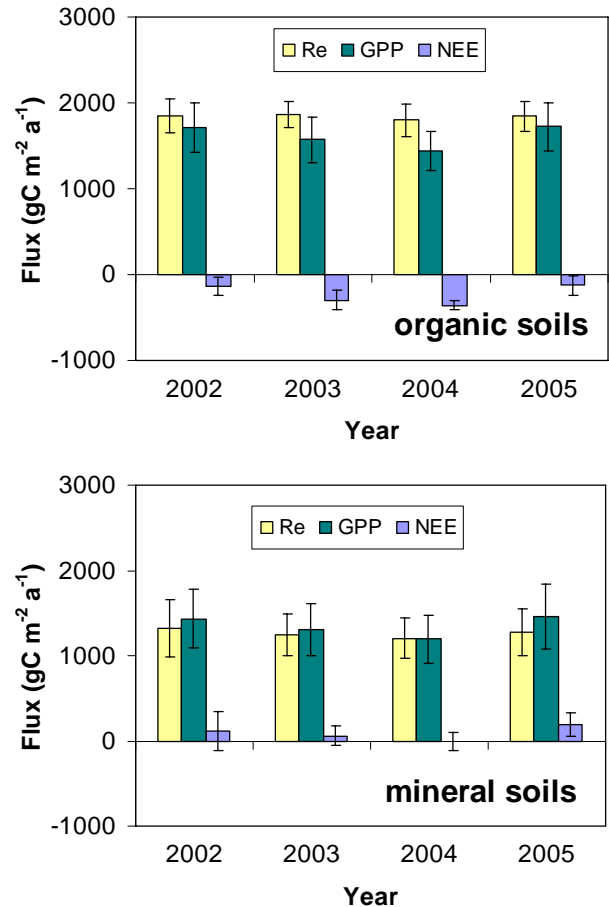 3000
Re GPP NEE
2000
1000
0
-1000
Flux (gC m⁻² a⁻¹)
organic soils
2002 2003 2004 2005
Year
3000
Re GPP NEE
2000
1000
0
-1000
Flux (gC m⁻² a⁻¹)
mineral soils
2002 2003 2004 2005
Year